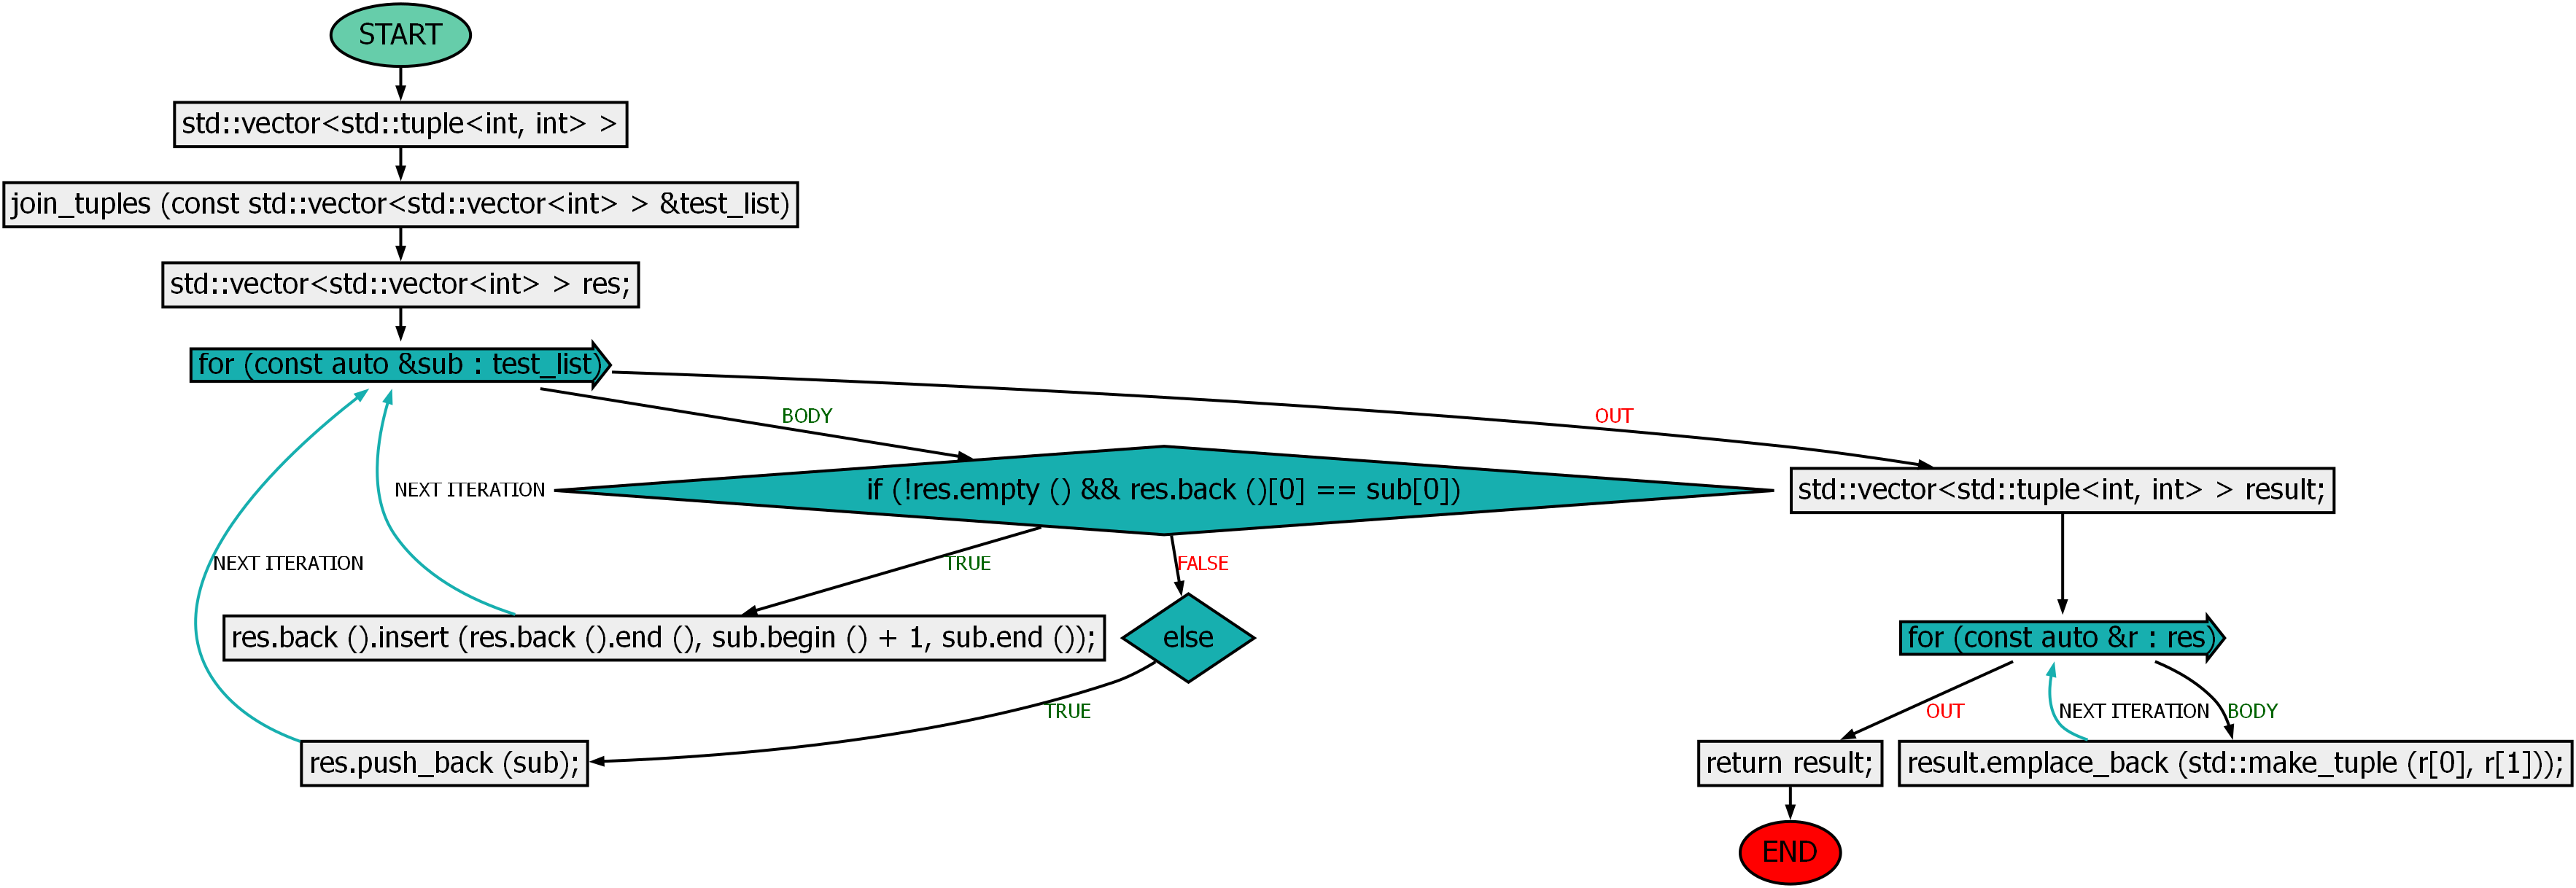 START
std::vector<std::tuple<int, int> >
join_tuples (const std::vector<std::vector<int> > &test_list)
std::vector<std::vector<int> > res;
for (const auto &sub : test_list)
BODY
OUT
NEXT ITERATION
if (!res.empty () && res.back ()[0] == sub[0])
std::vector<std::tuple<int, int> > result;
NEXT ITERATION
TRUE
FALSE
res.back ().insert (res.back ().end (), sub.begin () + 1, sub.end ());
else
for (const auto &r : res)
TRUE
OUT
NEXT ITERATION
BODY
res.push_back (sub);
return result;
result.emplace_back (std::make_tuple (r[0], r[1]));
END